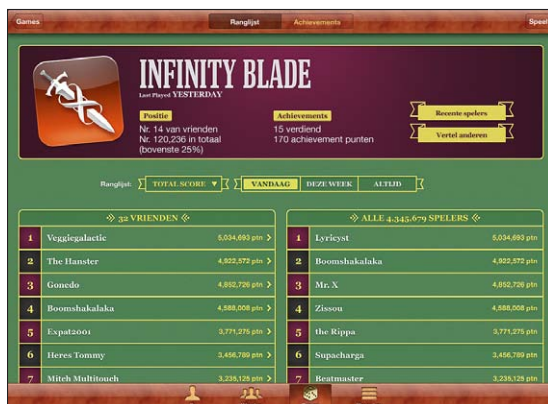 Games
Ranglijst
Achievements
Speel
INFINITY BLADE
Last Played YESTERDAY
Positie
Nr. 14 van vrienden
Nr. 120,236 in totaal
(bovenste 25%)
Achievements
15 verdiend
170 achievement punten
Recente spelers
Vertel anderen
Ranglijst: TOTAL SCORE ▼ VANDAAG DEZE WEEK ALTIJD
32 VRIENDEN
1 Veggiegalactic 5,034,693 ptn >
2 The Hanster 4,922,572 ptn >
3 Gonedo 4,852,726 ptn >
4 Boomshakalaka 4,588,008 ptn >
5 Expat2001 3,771,275 ptn >
6 Heres Tommy 3,456,789 ptn >
7 Mitch Multitouch 3,235,125 ptn >
ALLE 4,345,679 SPELERS
1 Lyricyst 5,034,693 ptn
2 Boomshakalaka 4,922,572 ptn
3 Mr. X 4,852,726 ptn
4 Zissou 4,588,008 ptn
5 the Rippa 3,771,275 ptn
6 Supacharga 3,456,789 ptn
7 Beatmaster 3,235,125 ptn